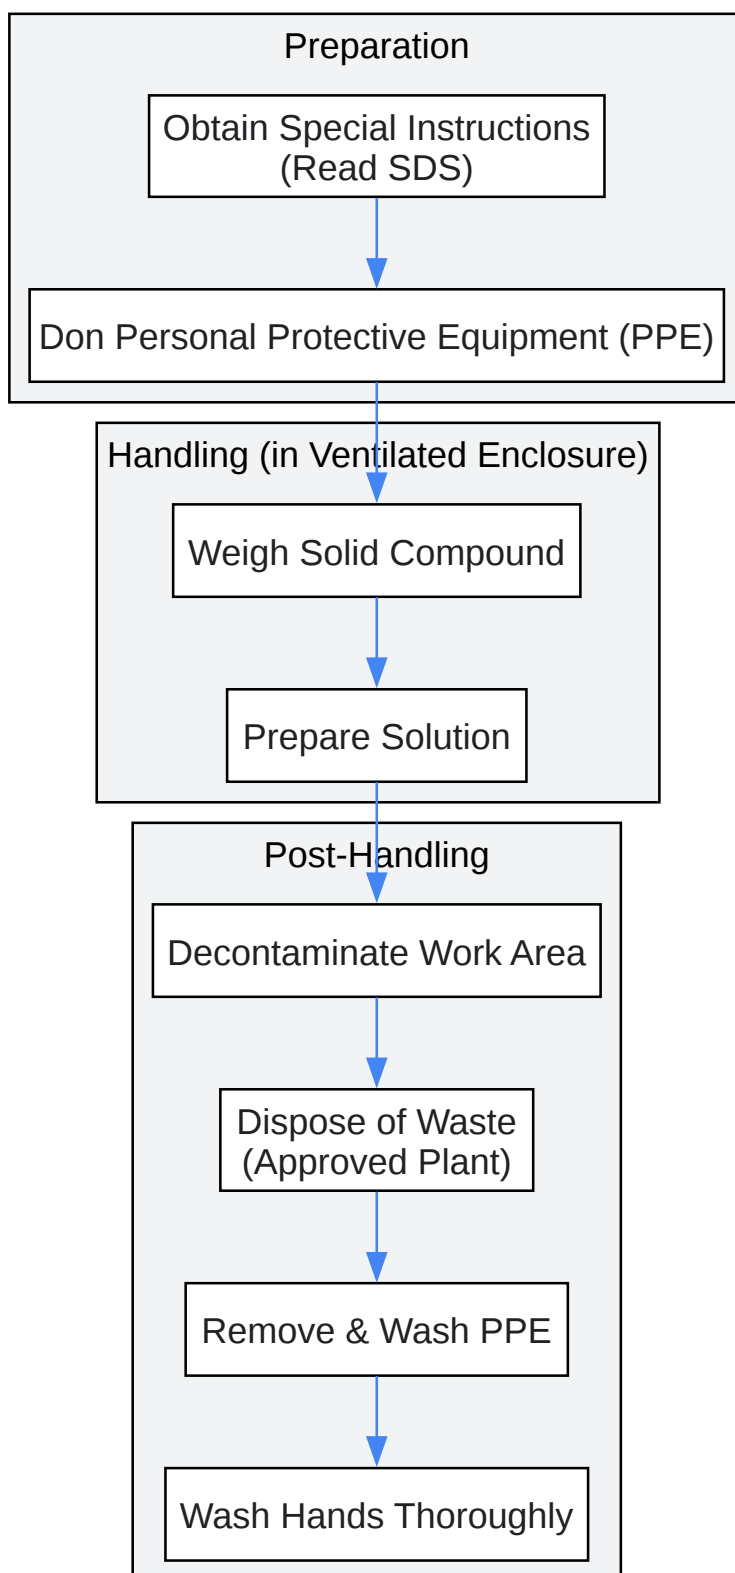 Preparation
Obtain Special Instructions
(Read SDS)
Don Personal Protective Equipment (PPE)
Handling (in Ventilated Enclosure)
Weigh Solid Compound
Prepare Solution
Post-Handling
Decontaminate Work Area
Dispose of Waste
(Approved Plant)
Remove & Wash PPE
Wash Hands Thoroughly